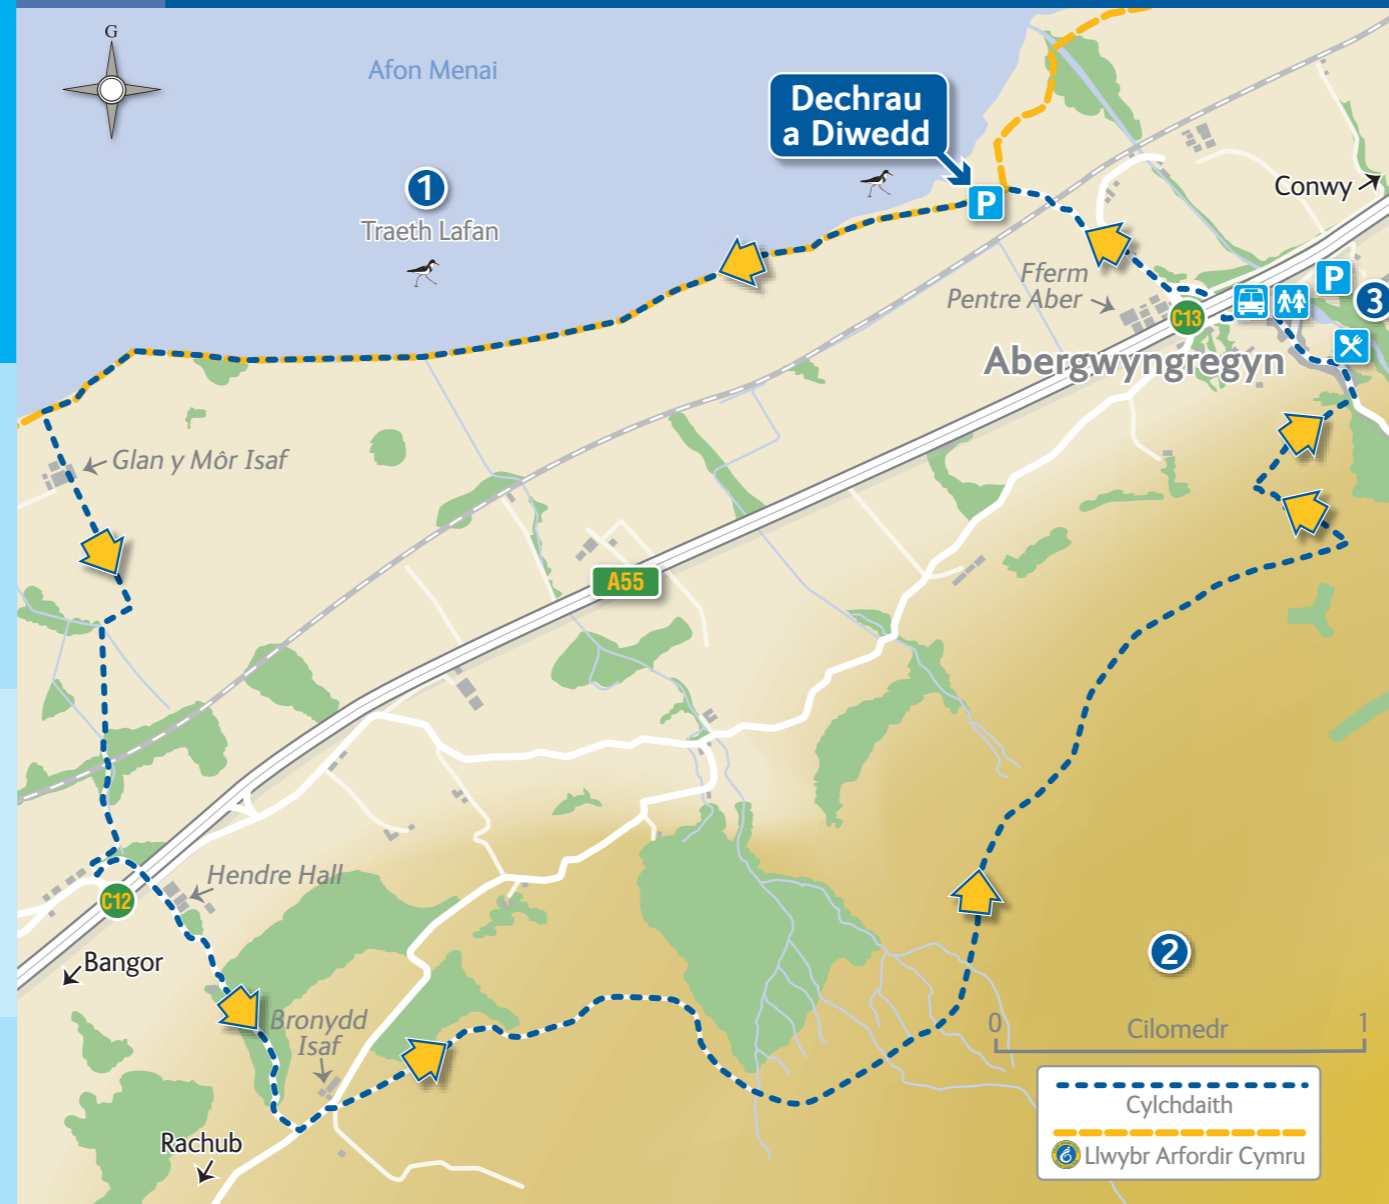 G
Afon Menai
Dechrau
a Diwedd
1
Traeth Lafan
P
Conwy
Fferm
Pentre Aber
P
3
C13
Abergwyngregyn
Glan y Môr Isaf
A55
Hendre Hall
C12
Bangor
2
Bronydd
Isaf
0
Cilomedr
1
Cylchdaith
Llwybr Arfordir Cymru
Rachub